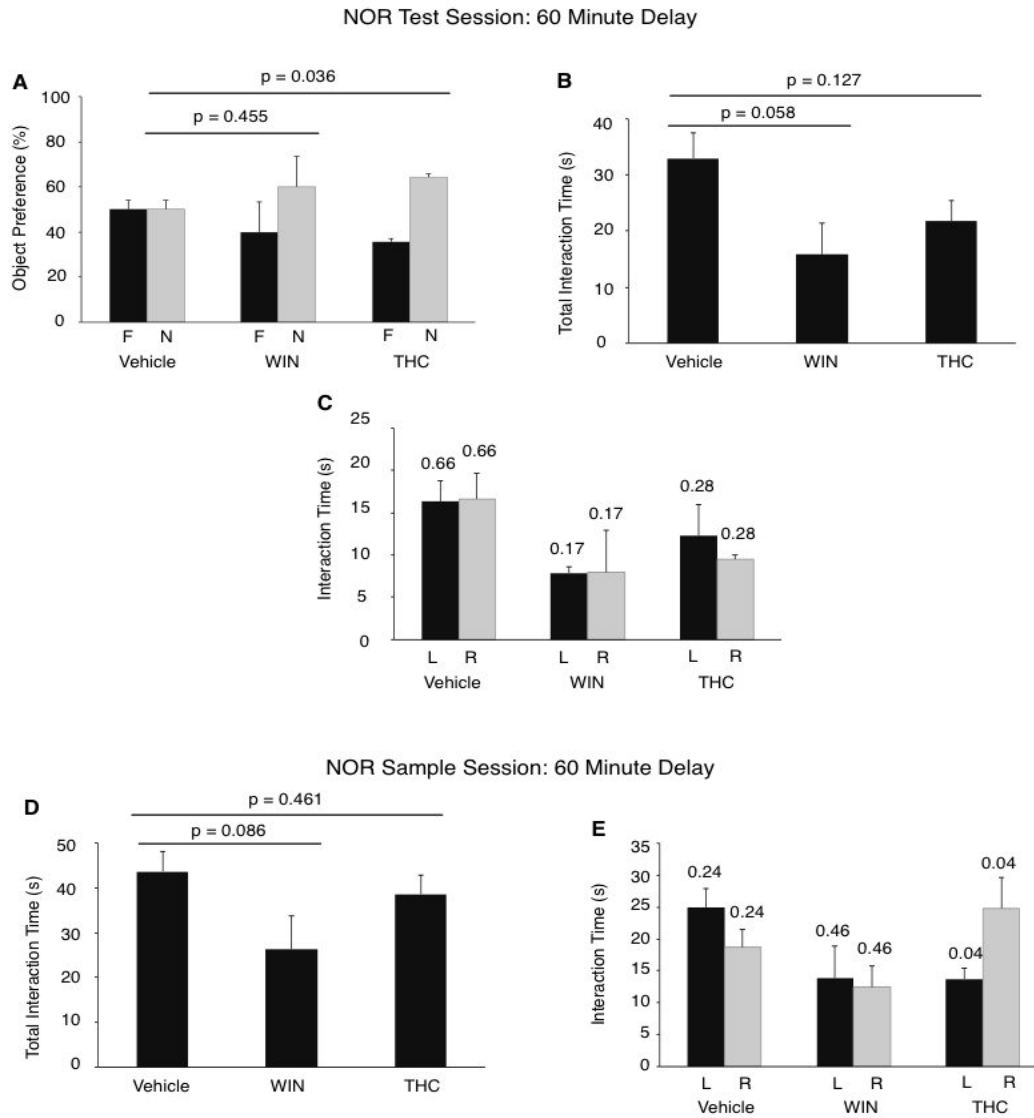 NOR Test Session: 60 Minute Delay
A
p = 0.036
p = 0.455
100
80
60
40
20
0
Object Preference (%)
F N F N F N
Vehicle WIN THC
B
p = 0.127
p = 0.058
40
30
20
10
0
Total Interaction Time (s)
Vehicle WIN THC
C
25
20
15
10
5
0
Interaction Time (s)
0.66 0.66
0.17 0.17
0.28 0.28
L R L R L R
Vehicle WIN THC
NOR Sample Session: 60 Minute Delay
D
p = 0.461
p = 0.086
50
40
30
20
10
0
Total Interaction Time (s)
Vehicle WIN THC
E
35
30
25
20
15
10
5
0
Interaction Time (s)
0.24 0.24
0.46 0.46
0.04 0.04
L R L R L R
Vehicle WIN THC